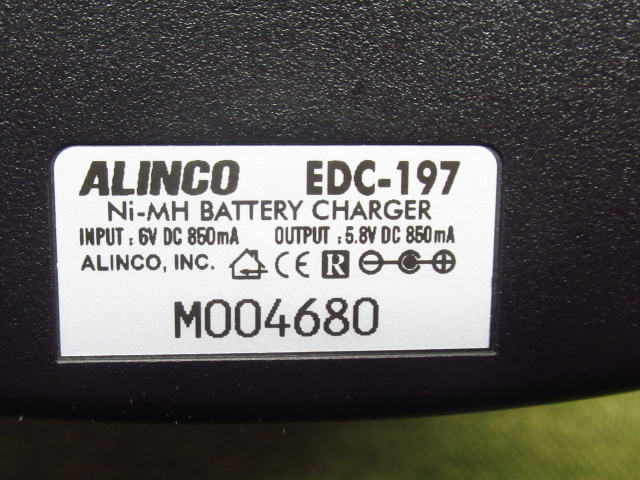 ALINCO EDC-197
Ni-MH BATTERY CHARGER
INPUT : 6V DC 850mA OUTPUT : 5.8V DC 850mA
ALINCO, INC. CE R
M004680